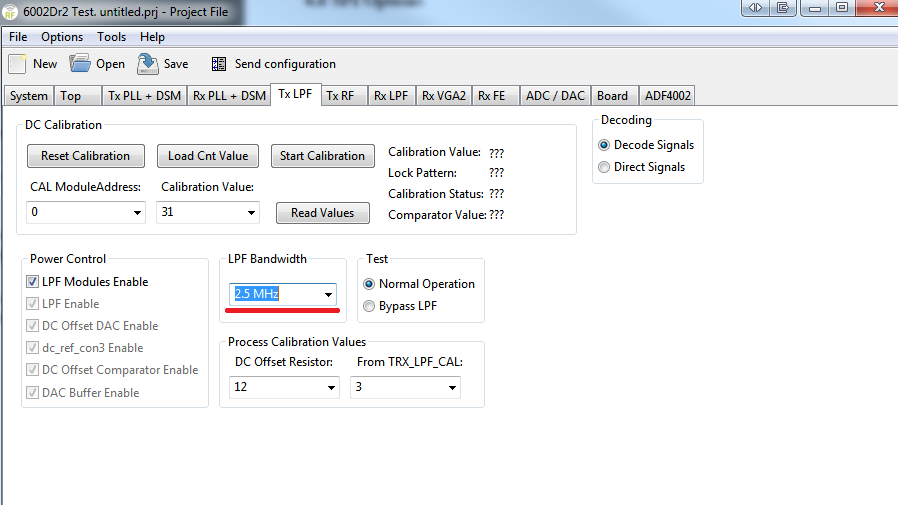 6002Dr2 Test. untitled.prj - Project File
File Options Tools Help
New Open Save Send configuration
System Top Tx PLL + DSM Rx PLL + DSM Tx LPF Tx RF Rx LPF Rx VGA2 Rx FE ADC / DAC Board ADF4002
DC Calibration
Reset Calibration Load Cnt Value Start Calibration
CAL ModuleAddress: Calibration Value:
0 31 Read Values
Calibration Value: ???
Lock Pattern: ???
Calibration Status: ???
Comparator Value: ???
Decoding
Decode Signals
Direct Signals
Power Control
LPF Modules Enable
LPF Enable
DC Offset DAC Enable
dc_ref_con3 Enable
DC Offset Comparator Enable
DAC Buffer Enable
LPF Bandwidth
2.5 MHz
Test
Normal Operation
Bypass LPF
Process Calibration Values
DC Offset Resistor: From TRX_LPF_CAL:
12 3